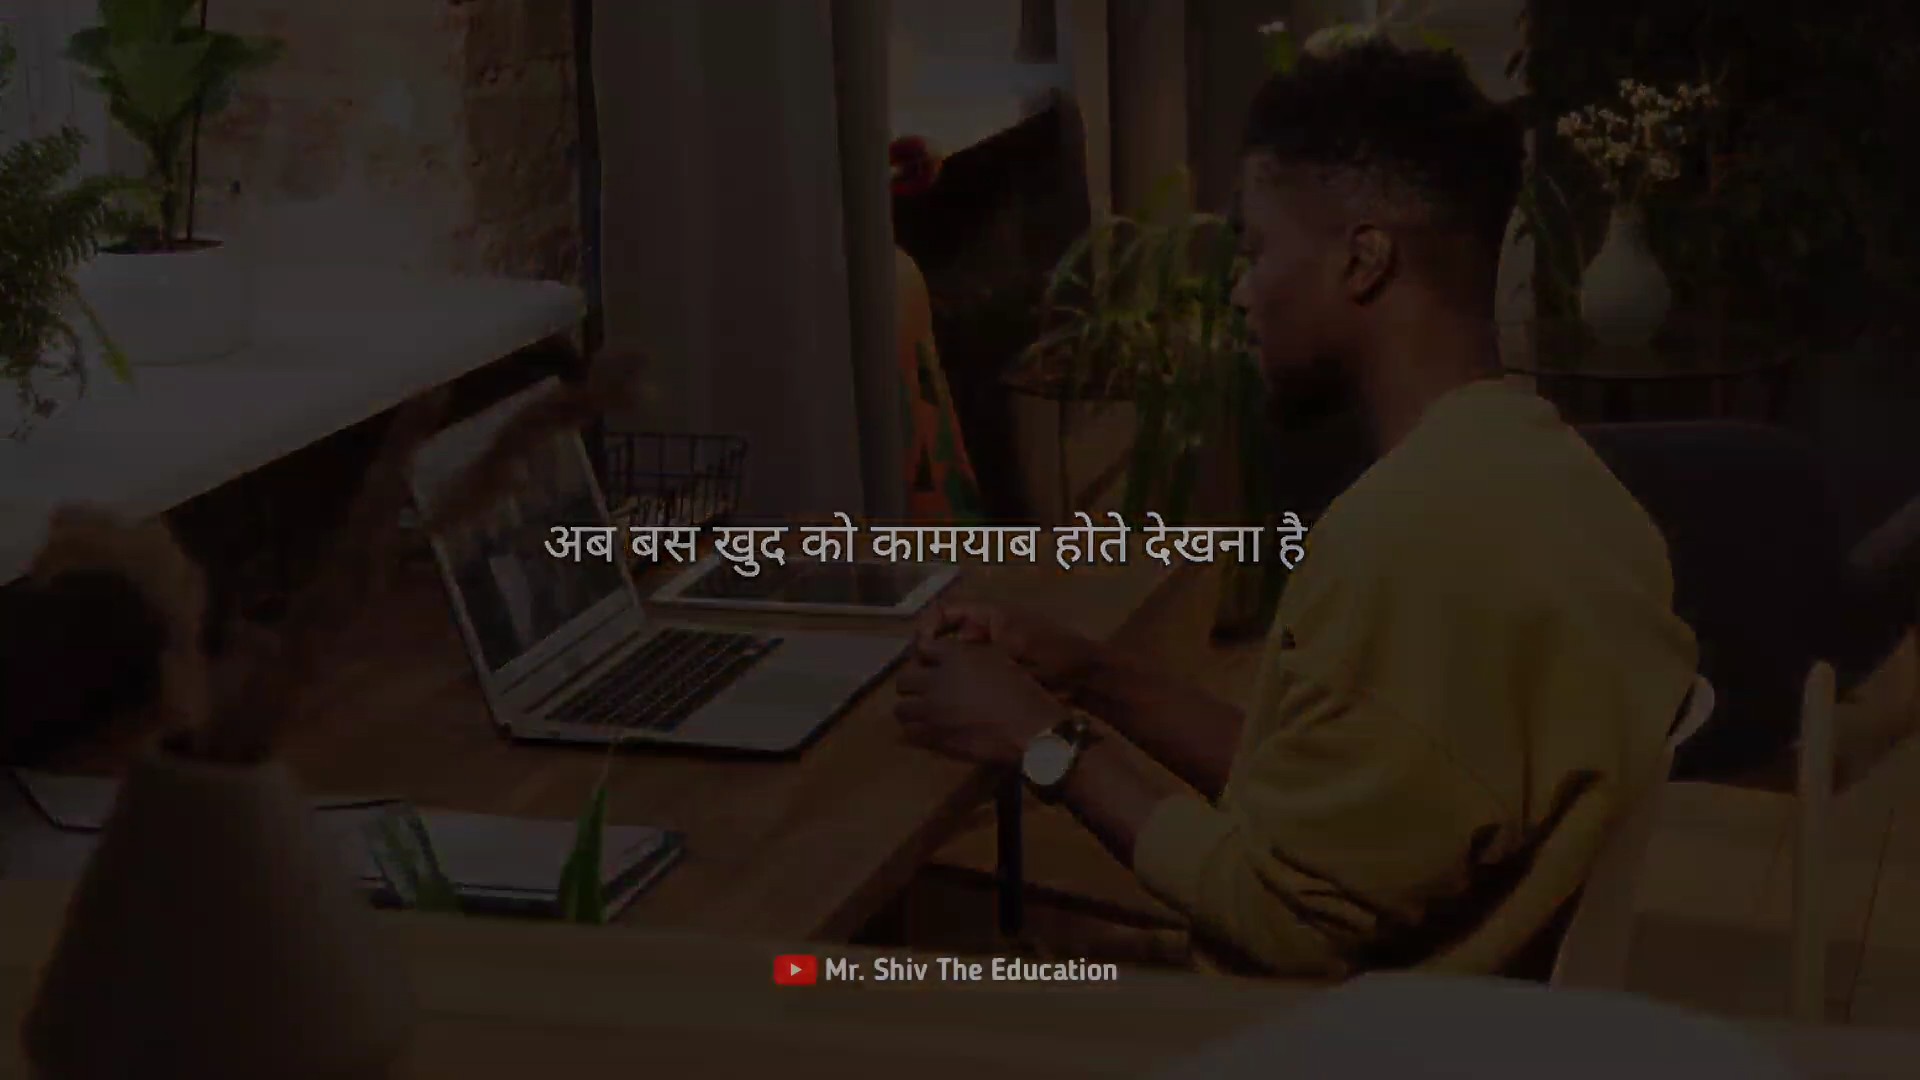 अब बस खुद को कामयाब होते देखना है
Mr. Shiv The Education